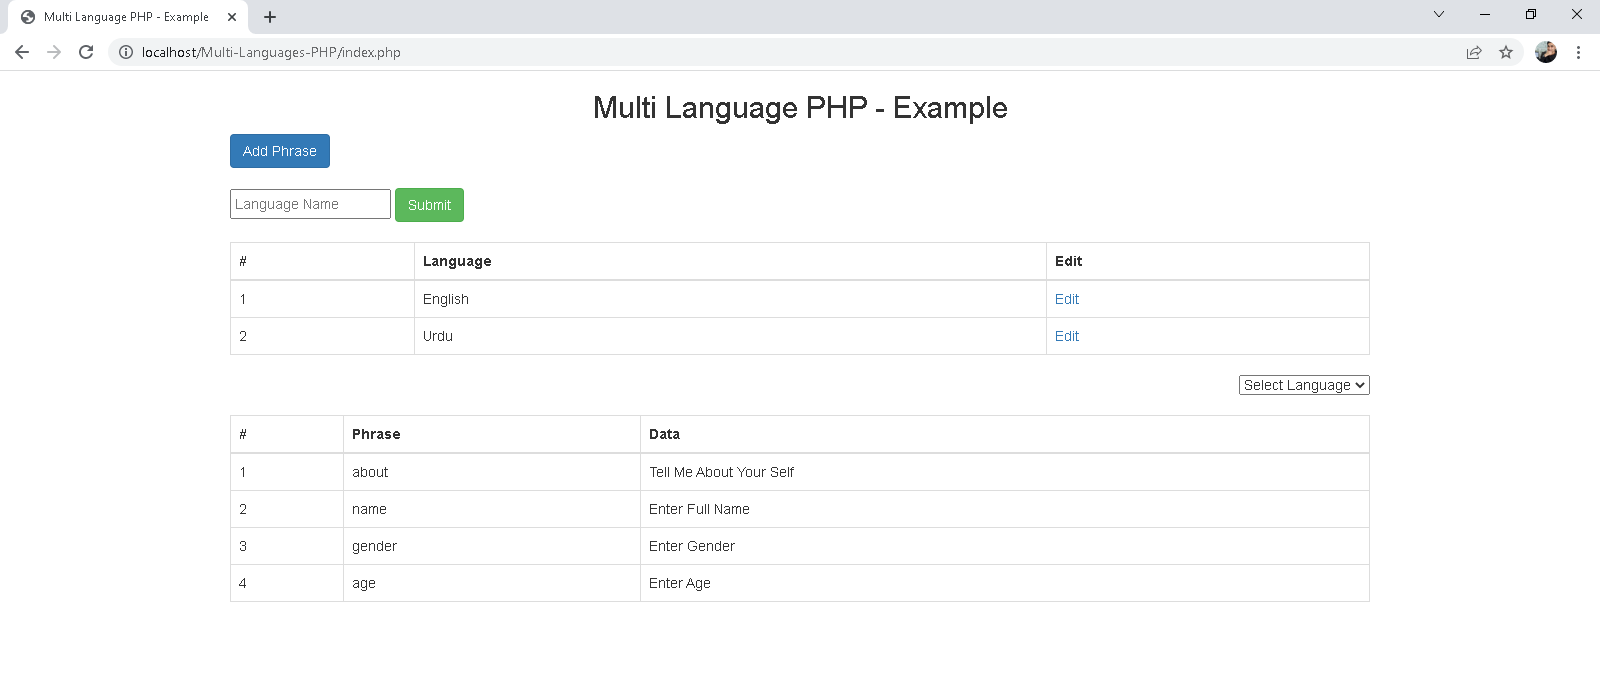 Multi Language PHP - Example
localhost/Multi-Languages-PHP/index.php
Multi Language PHP - Example
Add Phrase
Language Name Submit
# Language Edit
1 English Edit
2 Urdu Edit
Select Language
# Phrase Data
1 about Tell Me About Your Self
2 name Enter Full Name
3 gender Enter Gender
4 age Enter Age